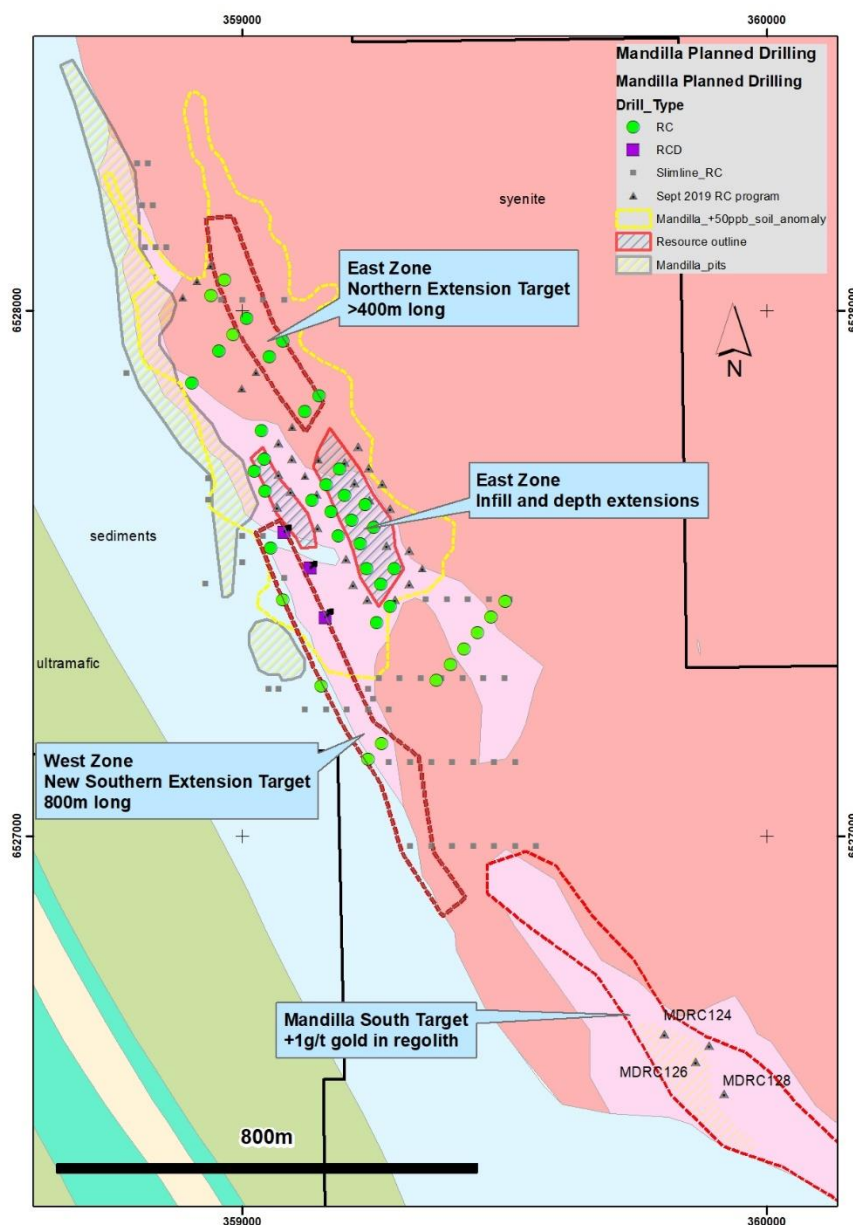 359000
360000
Mandilla Planned Drilling
Mandilla Planned Drilling
Drill_Type
RC
RCD
Slimline_RC
Sept 2019 RC program
Mandilla_+50ppb_soil_anomaly
Resource outline
Mandilla_pits
syenite
East Zone
Northern Extension Target
>400m long
6528000
6528000
N
East Zone
Infill and depth extensions
sediments
ultramafic
West Zone
New Southern Extension Target
800m long
6527000
6527000
Mandilla South Target
+1g/t gold in regolith
MDRC124
MDRC126
MDRC128
800m
359000
360000